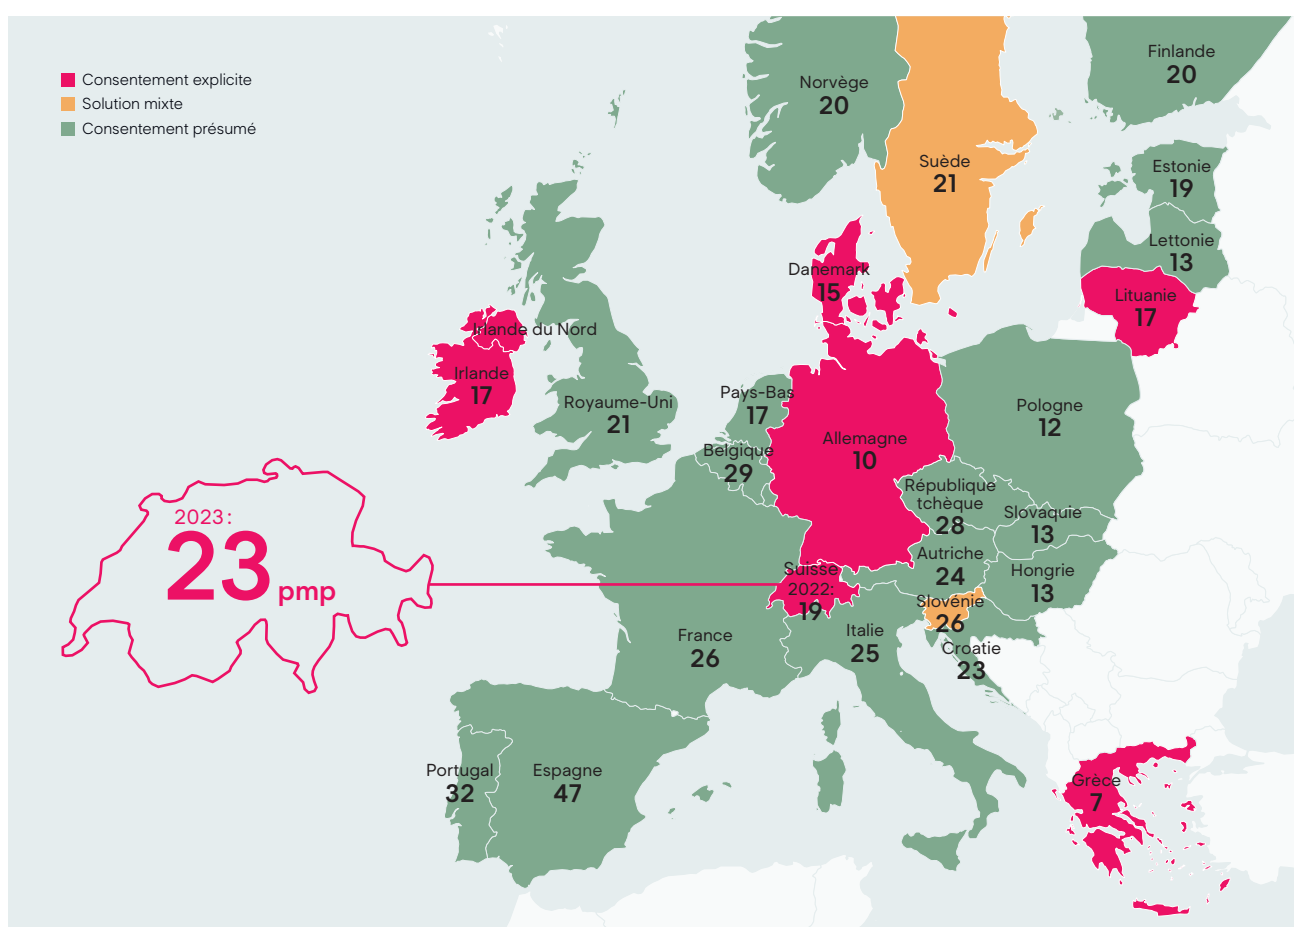 Consentement explicite
Solution mixte
Consentement présumé
Norvège
20
Finlande
20
Suède
21
Estonie
19
Lettonie
13
Danemark
15
Lituanie
17
Irlande du Nord
Irlande
17
Royaume-Uni
21
Pays-Bas
17
Belgique
29
Allemagne
10
Pologne
12
République
tchèque
28
Slovaquie
13
Autriche
24
Hongrie
13
2023:
23 pmp
Suisse
2022:
19
Slovénie
26
Croatie
23
Italie
25
France
26
Portugal
32
Espagne
47
Grèce
7